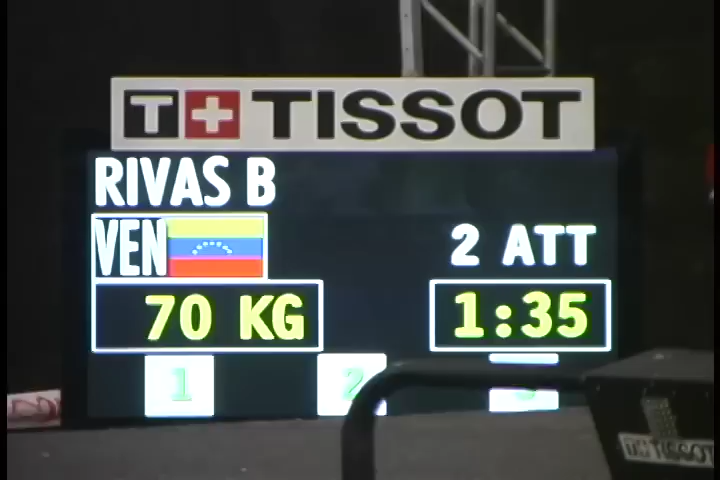 T+ TISSOT
RIVAS B
VEN
2 ATT
70 KG
1:35
1 2
TISSOT